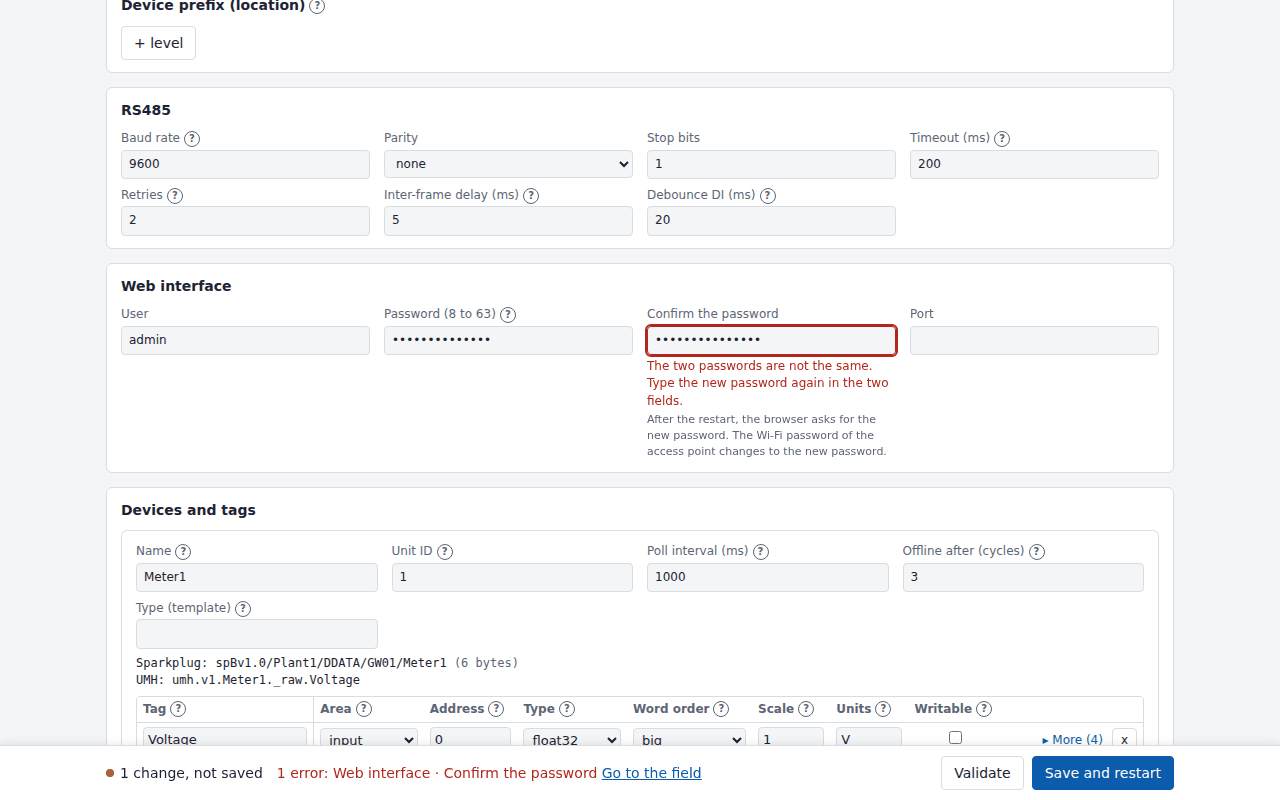 Device prefix (location) ?
+ level
RS485
Baud rate ? Parity Stop bits Timeout (ms) ?
9600 none 1 200
Retries ? Inter-frame delay (ms) ? Debounce DI (ms) ?
2 5 20
Web interface
User Password (8 to 63) ? Confirm the password Port
admin •••••••••••••• •••••••••••••••
The two passwords are not the same.
Type the new password again in the two
fields.
After the restart, the browser asks for the
new password. The Wi-Fi password of the
access point changes to the new password.
Devices and tags
Name ? Unit ID ? Poll interval (ms) ? Offline after (cycles) ?
Meter1 1 1000 3
Type (template) ?
Sparkplug: spBv1.0/Plant1/DDATA/GW01/Meter1 (6 bytes)
UMH: umh.v1.Meter1._raw.Voltage
Tag ? Area ? Address ? Type ? Word order ? Scale ? Units ? Writable ?
Voltage input 0 float32 big 1 V ▸ More (4) x
1 change, not saved 1 error: Web interface · Confirm the password Go to the field Validate Save and restart